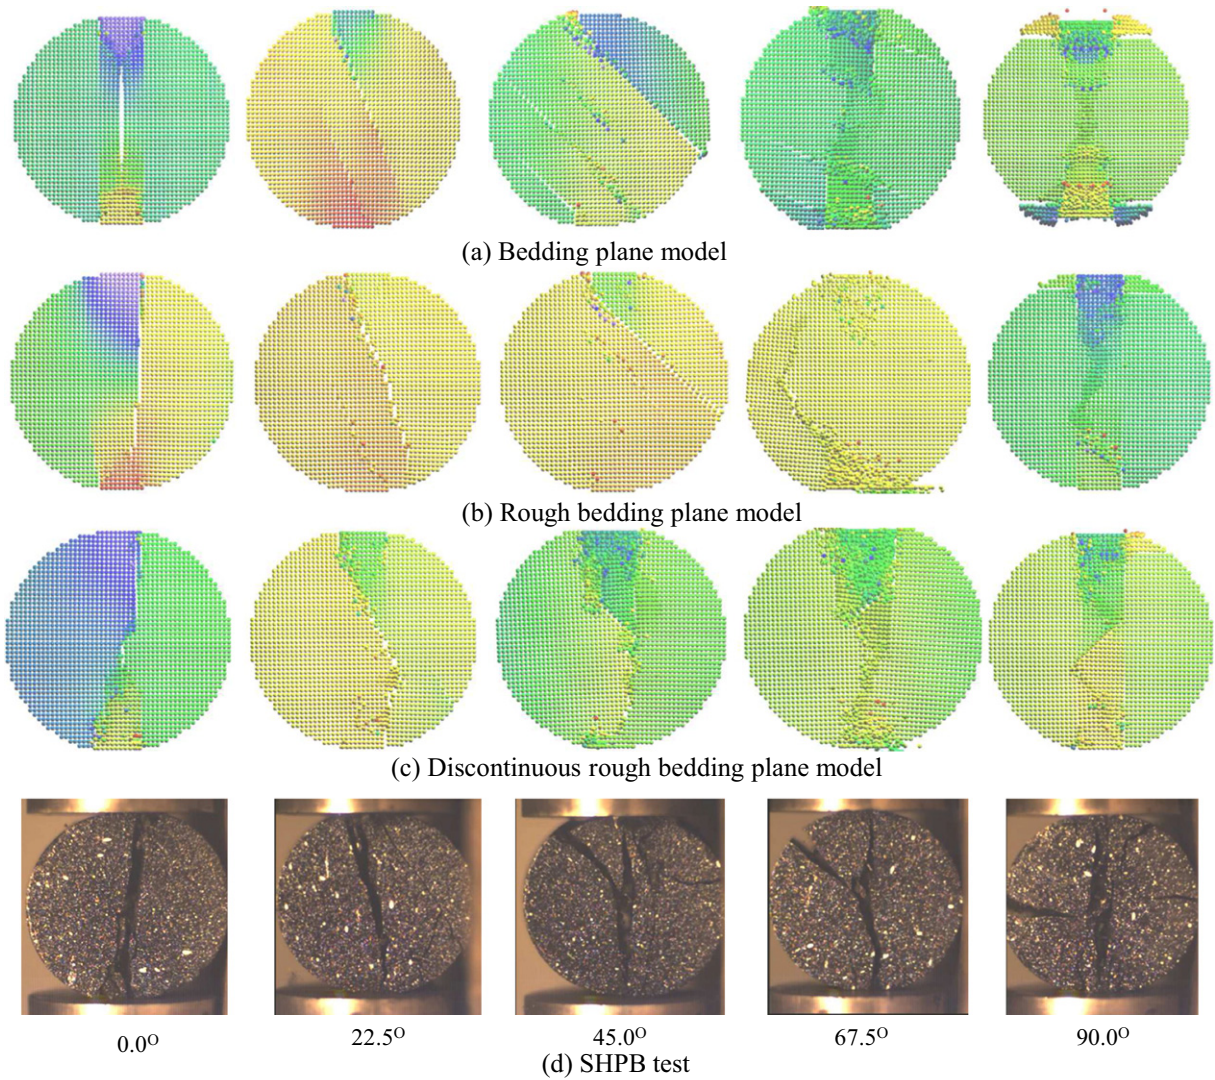 (a) Bedding plane model
(b) Rough bedding plane model
(c) Discontinuous rough bedding plane model
0.0ᴼ 22.5ᴼ 45.0ᴼ 67.5ᴼ 90.0ᴼ
(d) SHPB test